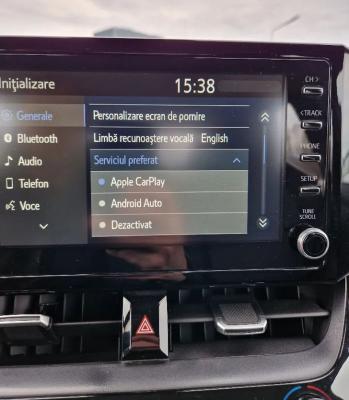 Inițializare 15:38
CH >
Generale
Personalizare ecran de pornire
< TRACK
Bluetooth
Limbă recunoaștere vocală English
Audio
Serviciul preferat
PHONE
Telefon
Apple CarPlay
SETUP
Voce
Android Auto
Dezactivat
TUNE
SCROLL